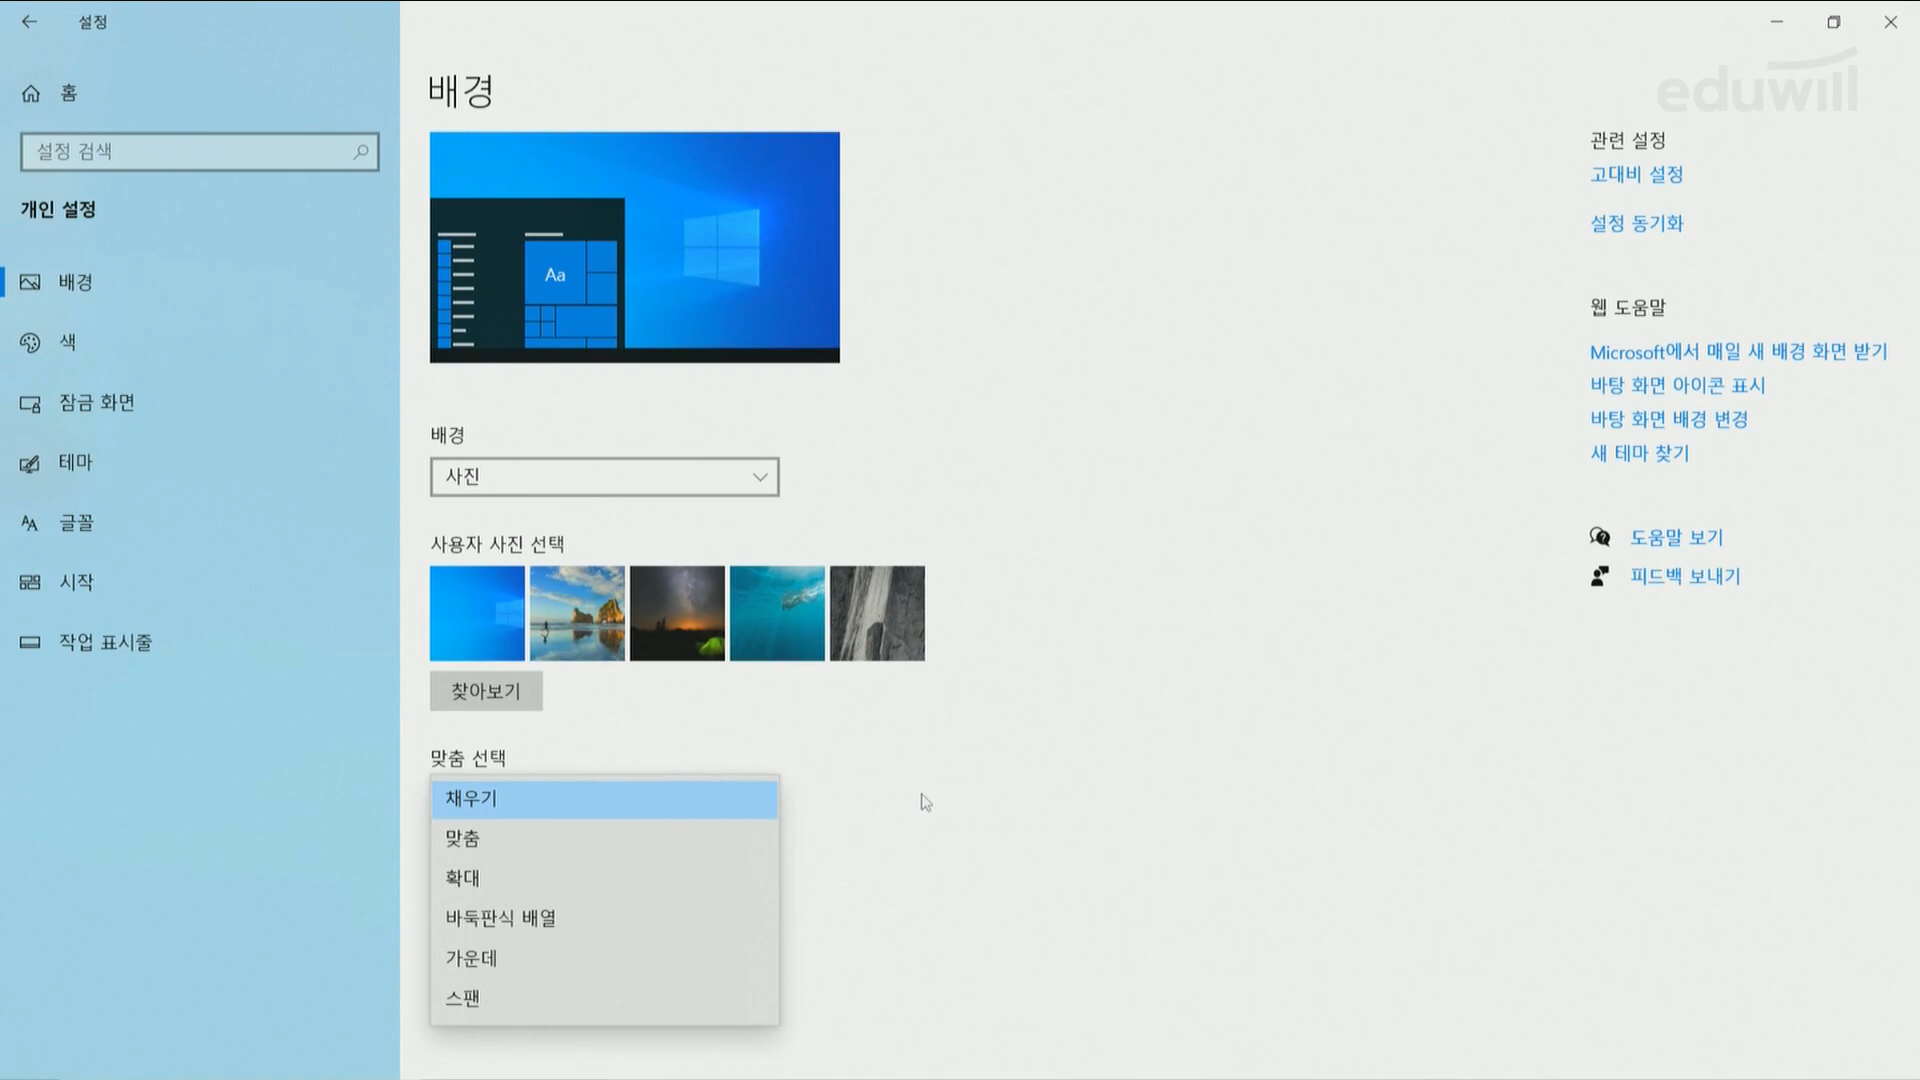 설정
홈
설정 검색
개인 설정
배경
색
잠금 화면
테마
글꼴
시작
작업 표시줄
배경
Aa
배경
사진
사용자 사진 선택
찾아보기
맞춤 선택
채우기
맞춤
확대
바둑판식 배열
가운데
스팬
eduwill
관련 설정
고대비 설정
설정 동기화
웹 도움말
Microsoft에서 매일 새 배경 화면 받기
바탕 화면 아이콘 표시
바탕 화면 배경 변경
새 테마 찾기
도움말 보기
피드백 보내기